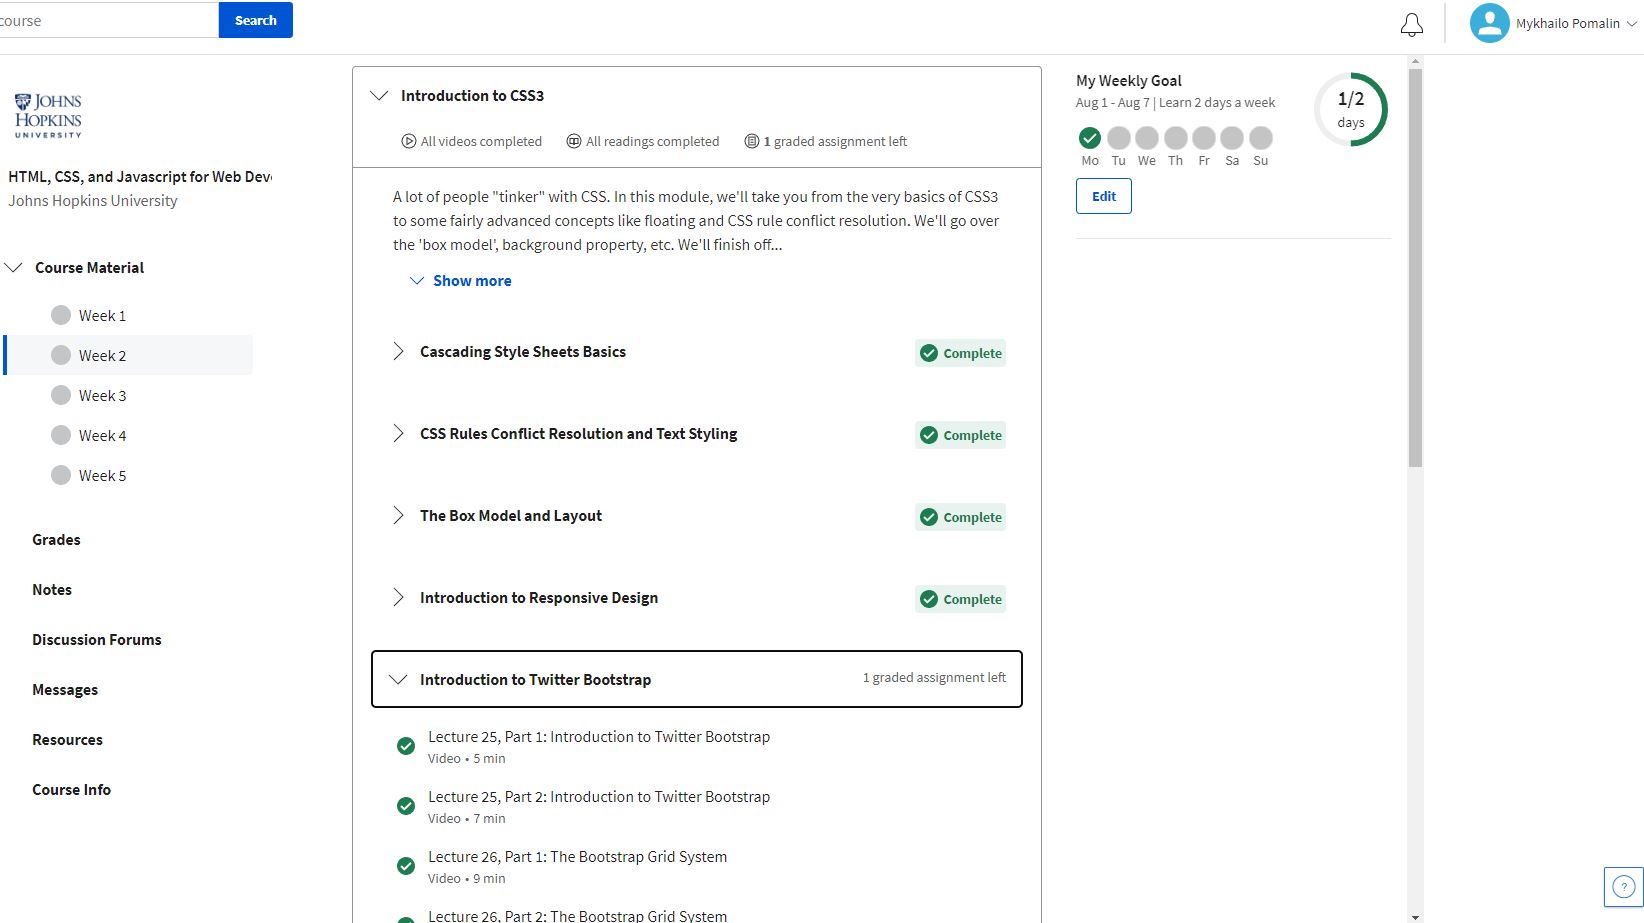 course
Search
Mykhailo Pomalin
JOHNS
HOPKINS
UNIVERSITY
HTML, CSS, and Javascript for Web Dev
Johns Hopkins University
Course Material
Week 1
Week 2
Week 3
Week 4
Week 5
Grades
Notes
Discussion Forums
Messages
Resources
Course Info
Introduction to CSS3
All videos completed
All readings completed
1 graded assignment left
A lot of people "tinker" with CSS. In this module, we'll take you from the very basics of CSS3
to some fairly advanced concepts like floating and CSS rule conflict resolution. We'll go over
the 'box model', background property, etc. We'll finish off...
Show more
Cascading Style Sheets Basics
Complete
CSS Rules Conflict Resolution and Text Styling
Complete
The Box Model and Layout
Complete
Introduction to Responsive Design
Complete
Introduction to Twitter Bootstrap
1 graded assignment left
Lecture 25, Part 1: Introduction to Twitter Bootstrap
Video • 5 min
Lecture 25, Part 2: Introduction to Twitter Bootstrap
Video • 7 min
Lecture 26, Part 1: The Bootstrap Grid System
Video • 9 min
Lecture 26, Part 2: The Bootstrap Grid System
My Weekly Goal
Aug 1 - Aug 7 | Learn 2 days a week
1/2
days
Mo Tu We Th Fr Sa Su
Edit
?